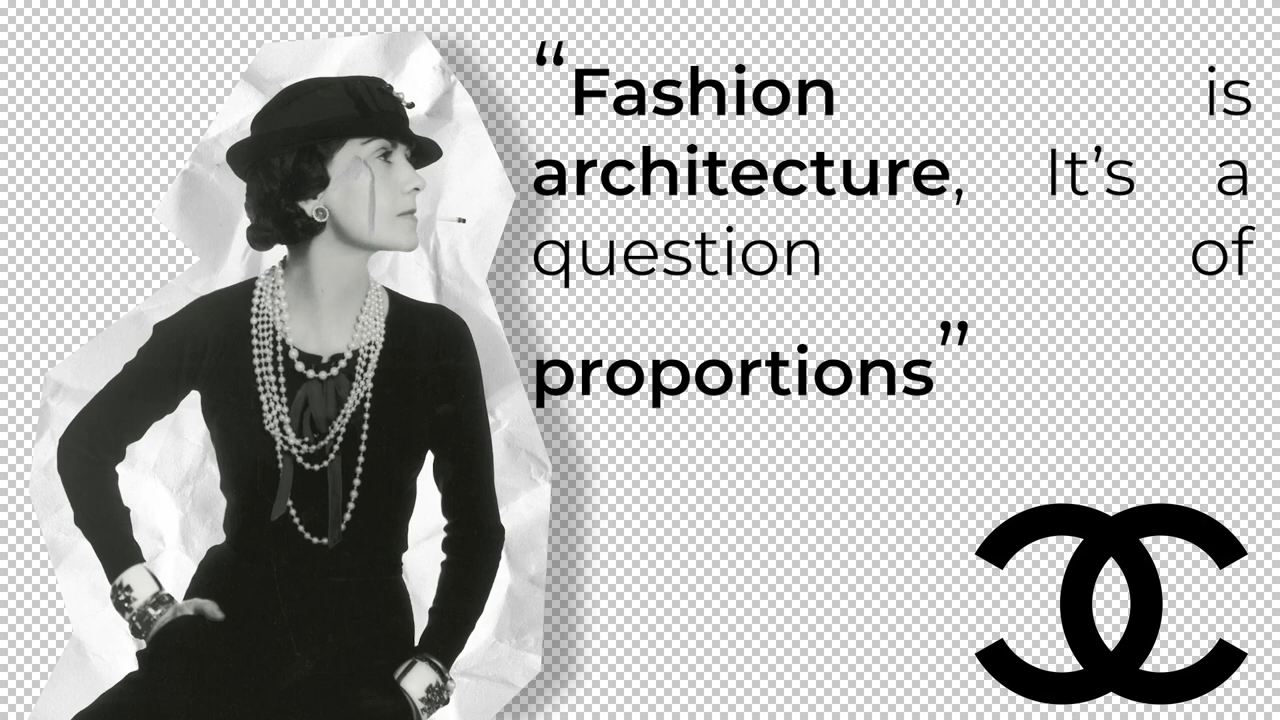 “Fashion is
architecture, It’s a
question of
proportions”